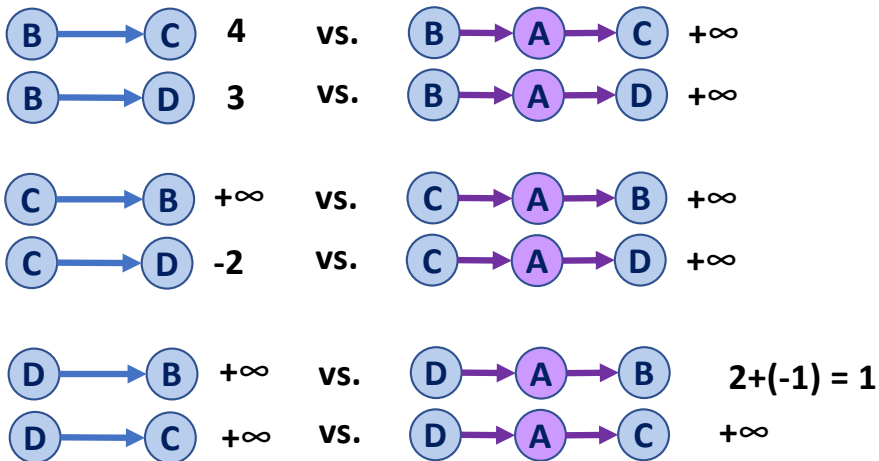 B C 4 vs. B A C +∞
B D 3 vs. B A D +∞
C B +∞ vs. C A B +∞
C D -2 vs. C A D +∞
D B +∞ vs. D A B 2+(-1) = 1
D C +∞ vs. D A C +∞